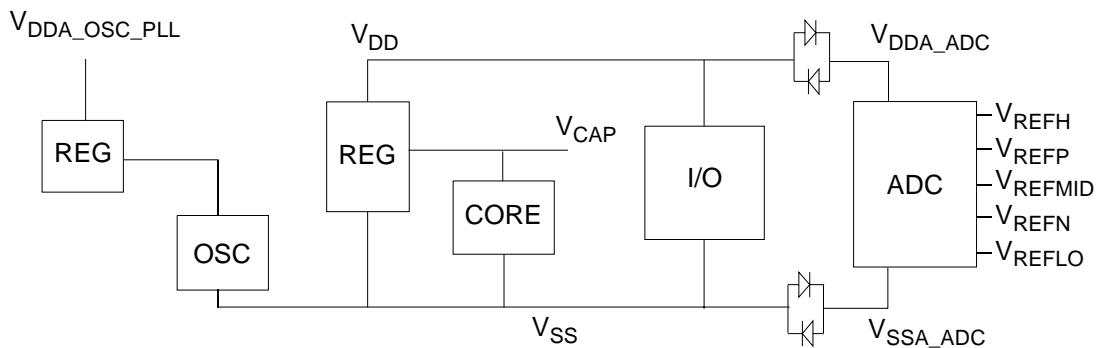 VDDA_OSC_PLL
VDD
VDDA_ADC
REG
REG
VCAP
I/O
ADC
VREFH
VREFP
VREFMID
VREFN
VREFLO
CORE
OSC
VSS
VSSA_ADC